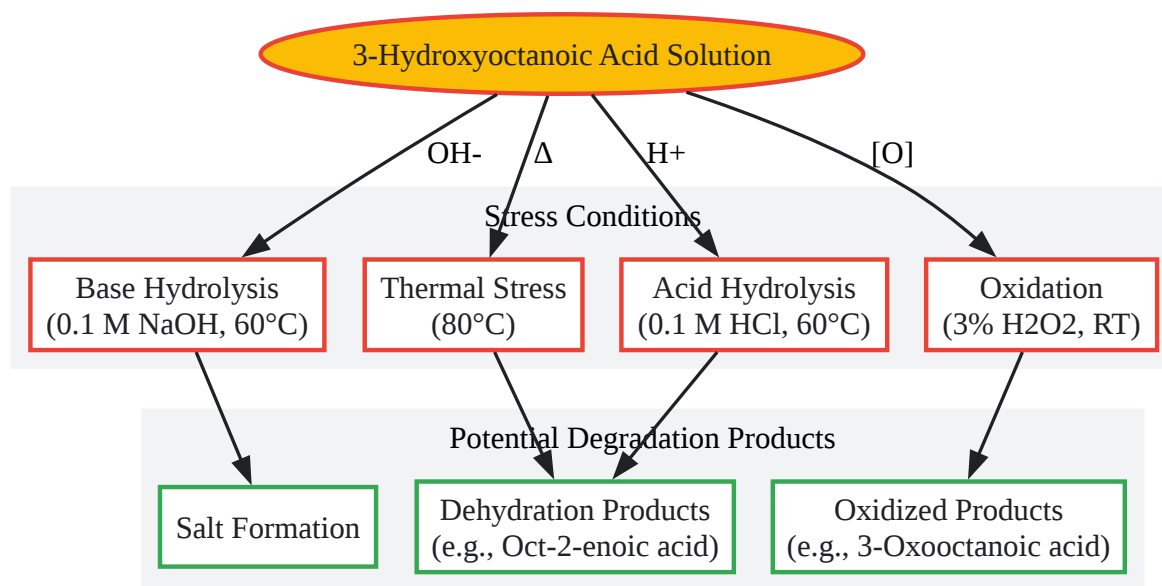 3-Hydroxyoctanoic Acid Solution
OH-
Δ
H+
[O]
Stress Conditions
Base Hydrolysis
(0.1 M NaOH, 60°C)
Thermal Stress
(80°C)
Acid Hydrolysis
(0.1 M HCl, 60°C)
Oxidation
(3% H2O2, RT)
Potential Degradation Products
Salt Formation
Dehydration Products
(e.g., Oct-2-enoic acid)
Oxidized Products
(e.g., 3-Oxooctanoic acid)